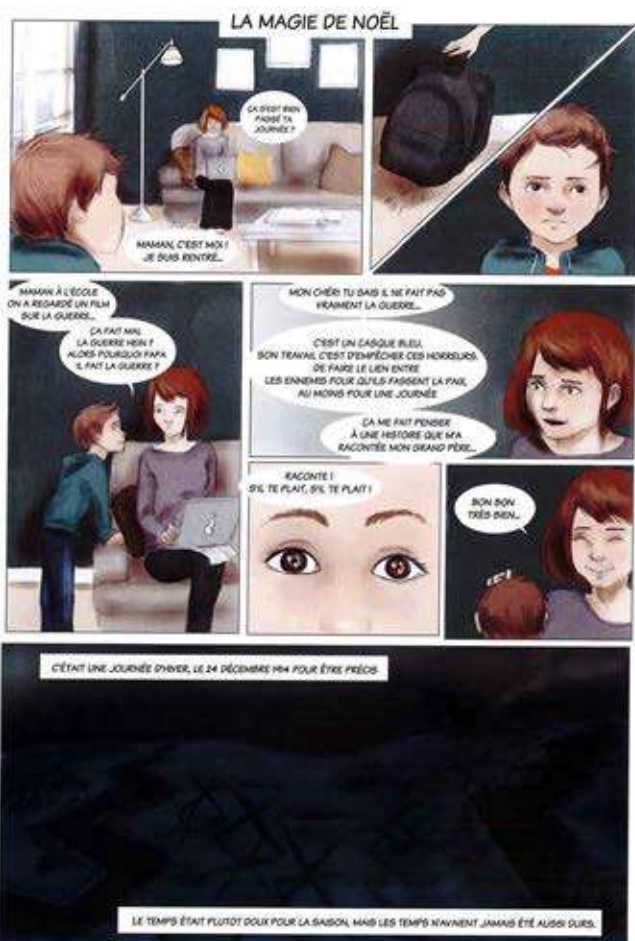 LA MAGIE DE NOËL
MAMAN, C'EST MOI !
JE SUIS RENTRÉ...
ÇA S'EST BIEN
PASSÉ TA
JOURNÉE ?
MAMAN À L'ÉCOLE
ON A REGARDÉ UN FILM
SUR LA GUERRE...
ÇA FAIT MAL
LA GUERRE HEIN ?
ALORS POURQUOI PAPA
IL FAIT LA GUERRE ?
MON CHÉRI TU SAIS IL NE FAIT PAS
VRAIMENT LA GUERRE...
C'EST UN CASQUE BLEU,
SON TRAVAIL C'EST D'EMPÊCHER CES HORREURS.
DE FAIRE LE LIEN ENTRE
LES ENNEMIS POUR QU'ILS FASSENT LA PAIX,
AU MOINS POUR UNE JOURNÉE
ÇA ME FAIT PENSER
À UNE HISTOIRE QUE M'A
RACONTÉE MON GRAND PÈRE...
RACONTE !
S'IL TE PLAIT, S'IL TE PLAIT !
BON BON
TRÈS BIEN...
C'ÉTAIT UNE JOURNÉE D'HIVER, LE 24 DÉCEMBRE 1914 POUR ÊTRE PRÉCIS
LE TEMPS ÉTAIT PLUTÔT DOUX POUR LA SAISON, MAIS LES TEMPS N'AVAIENT JAMAIS ÉTÉ AUSSI DURS.